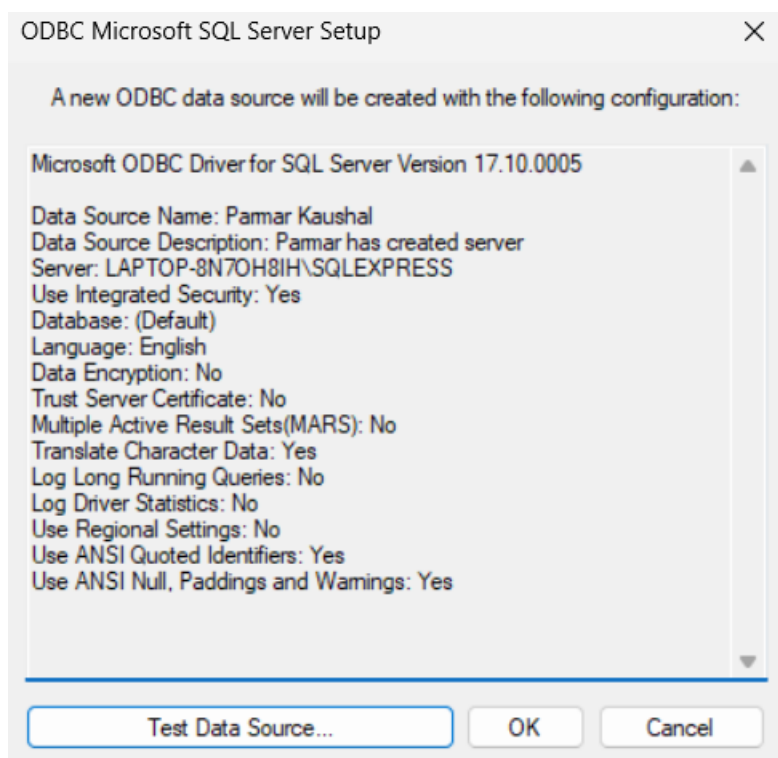 ODBC Microsoft SQL Server Setup
A new ODBC data source will be created with the following configuration:
Microsoft ODBC Driver for SQL Server Version 17.10.0005
Data Source Name: Parmar Kaushal
Data Source Description: Parmar has created server
Server: LAPTOP-8N7OH8IH\SQLEXPRESS
Use Integrated Security: Yes
Database: (Default)
Language: English
Data Encryption: No
Trust Server Certificate: No
Multiple Active Result Sets(MARS): No
Translate Character Data: Yes
Log Long Running Queries: No
Log Driver Statistics: No
Use Regional Settings: No
Use ANSI Quoted Identifiers: Yes
Use ANSI Null, Paddings and Warnings: Yes
Test Data Source... OK Cancel